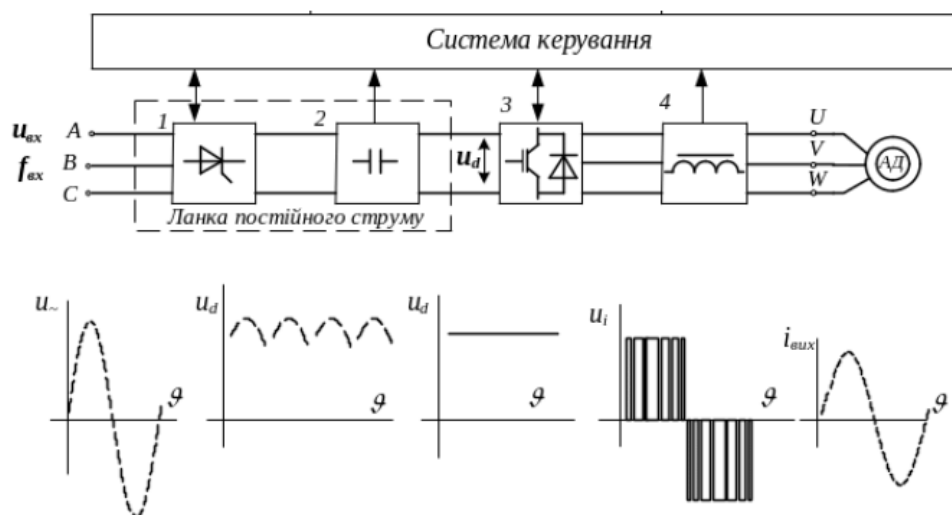 Система керування
1 2 3 4
u_вх A U
f_вх B u_d V АД
C W
Ланка постійного струму
u~ u_d u_d u_i i_вих
ϑ ϑ ϑ ϑ ϑ